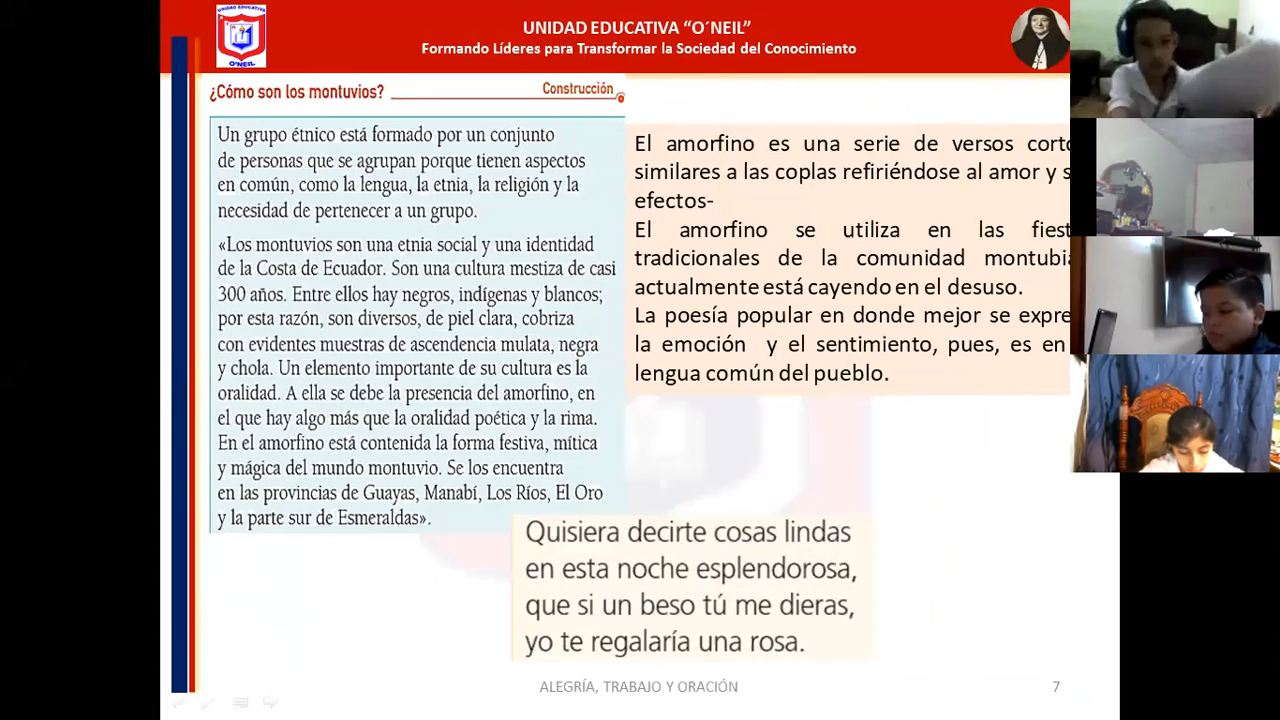 UNIDAD EDUCATIVA
O'NEIL
UNIDAD EDUCATIVA “O´NEIL”
Formando Líderes para Transformar la Sociedad del Conocimiento
¿Cómo son los montuvios?
Construcción
Un grupo étnico está formado por un conjunto
de personas que se agrupan porque tienen aspectos
en común, como la lengua, la etnia, la religión y la
necesidad de pertenecer a un grupo.
«Los montuvios son una etnia social y una identidad
de la Costa de Ecuador. Son una cultura mestiza de casi
300 años. Entre ellos hay negros, indígenas y blancos;
por esta razón, son diversos, de piel clara, cobriza
con evidentes muestras de ascendencia mulata, negra
y chola. Un elemento importante de su cultura es la
oralidad. A ella se debe la presencia del amorfino, en
el que hay algo más que la oralidad poética y la rima.
En el amorfino está contenida la forma festiva, mítica
y mágica del mundo montuvio. Se los encuentra
en las provincias de Guayas, Manabí, Los Ríos, El Oro
y la parte sur de Esmeraldas».
El amorfino es una serie de versos corto
similares a las coplas refiriéndose al amor y s
efectos-
El amorfino se utiliza en las fiest
tradicionales de la comunidad montubia
actualmente está cayendo en el desuso.
La poesía popular en donde mejor se expre
la emoción y el sentimiento, pues, es en
lengua común del pueblo.
Quisiera decirte cosas lindas
en esta noche esplendorosa,
que si un beso tú me dieras,
yo te regalaría una rosa.
ALEGRÍA, TRABAJO Y ORACIÓN
7